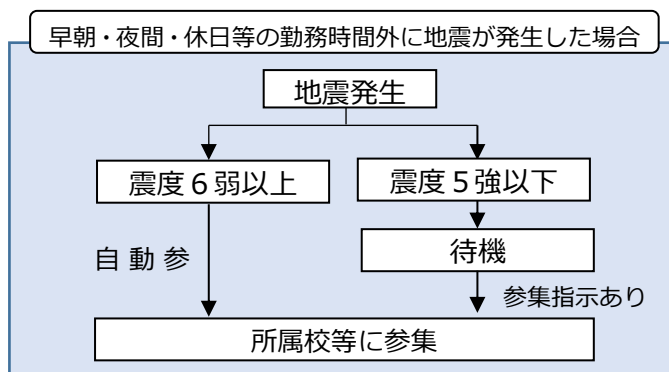 早朝・夜間・休日等の勤務時間外に地震が発生した場合
地震発生
震度６弱以上
震度５強以下
自 動 参
待機
参集指示あり
所属校等に参集